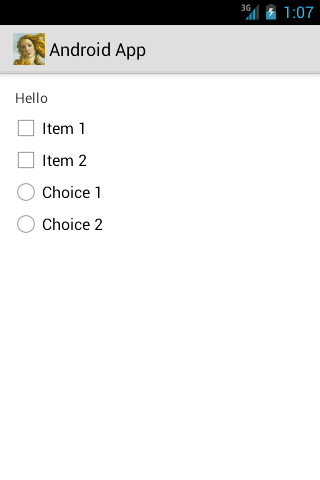 3G 1:07
Android App
Hello
Item 1
Item 2
Choice 1
Choice 2